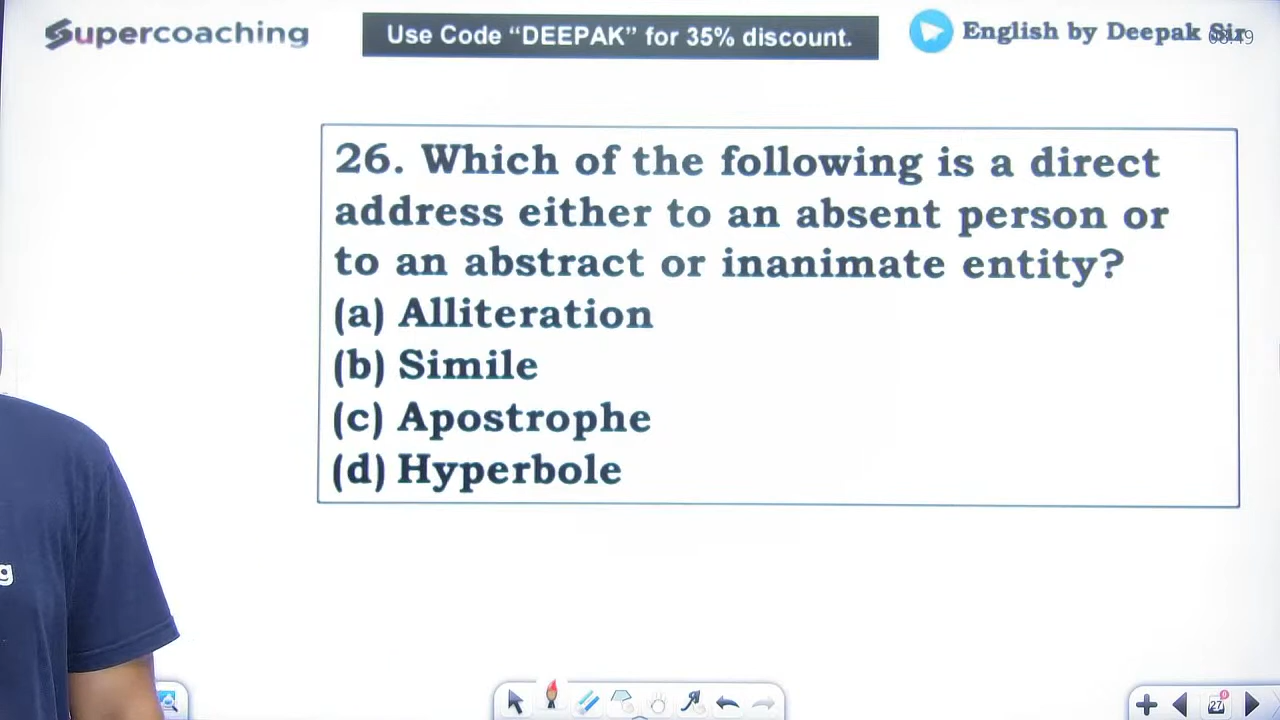 Supercoaching
Use Code “DEEPAK” for 35% discount.
English by Deepak Sir
26. Which of the following is a direct
address either to an absent person or
to an abstract or inanimate entity?
(a) Alliteration
(b) Simile
(c) Apostrophe
(d) Hyperbole
g
27